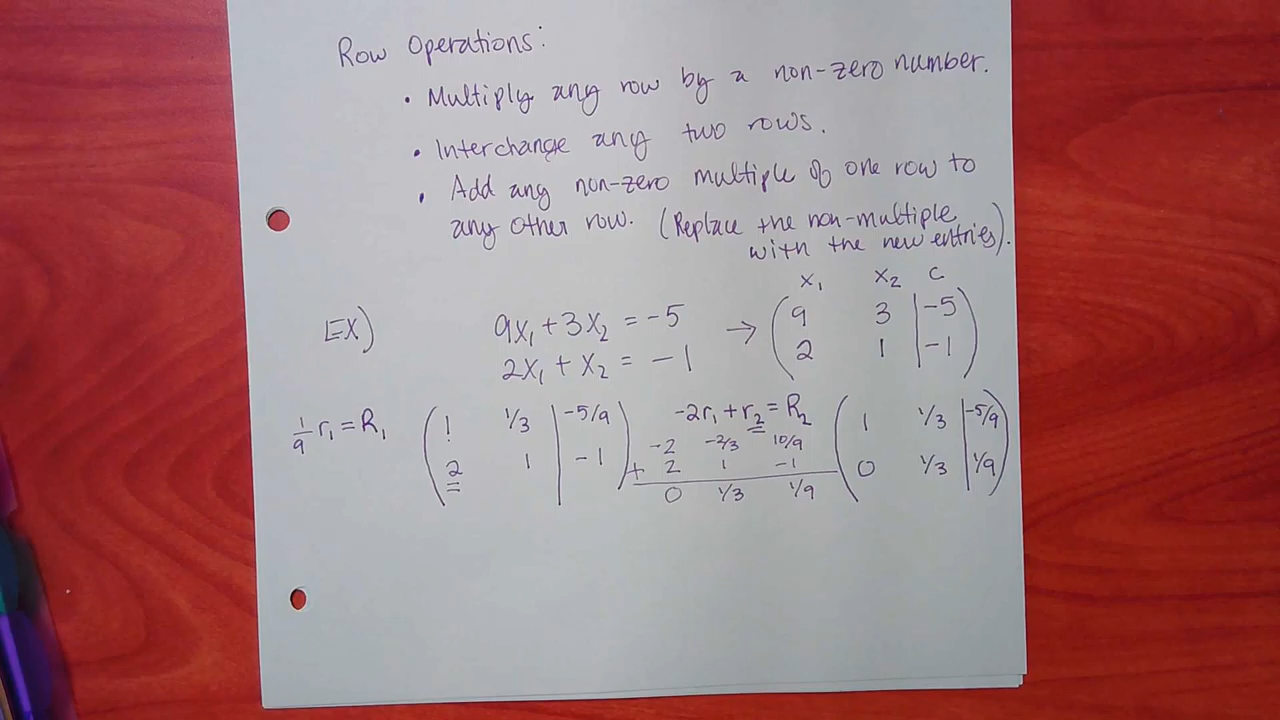 Row Operations:
• Multiply any row by a non-zero number.
• Interchange any two rows.
• Add any non-zero multiple of one row to
any other row. (Replace the non-multiple
with the new entries).
x₁ x₂ C
EX) 9x₁ + 3x₂ = -5 → ( 9 3 | -5 )
2x₁ + x₂ = -1 ( 2 1 | -1 )
1/9 r₁ = R₁ ( 1 1/3 | -5/9 ) -2r₁ + r₂ = R₂ ( 1 1/3 | -5/9 )
-2 -2/3 10/9
( 2 1 | -1 ) + 2 1 -1 ( 0 1/3 | 1/9 )
0 1/3 1/9